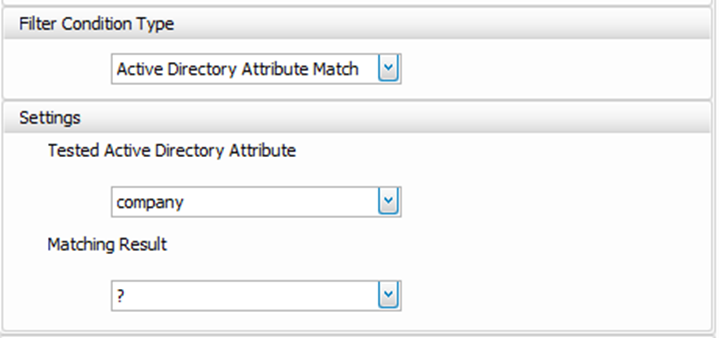 Filter Condition Type
Active Directory Attribute Match
Settings
Tested Active Directory Attribute
company
Matching Result
?